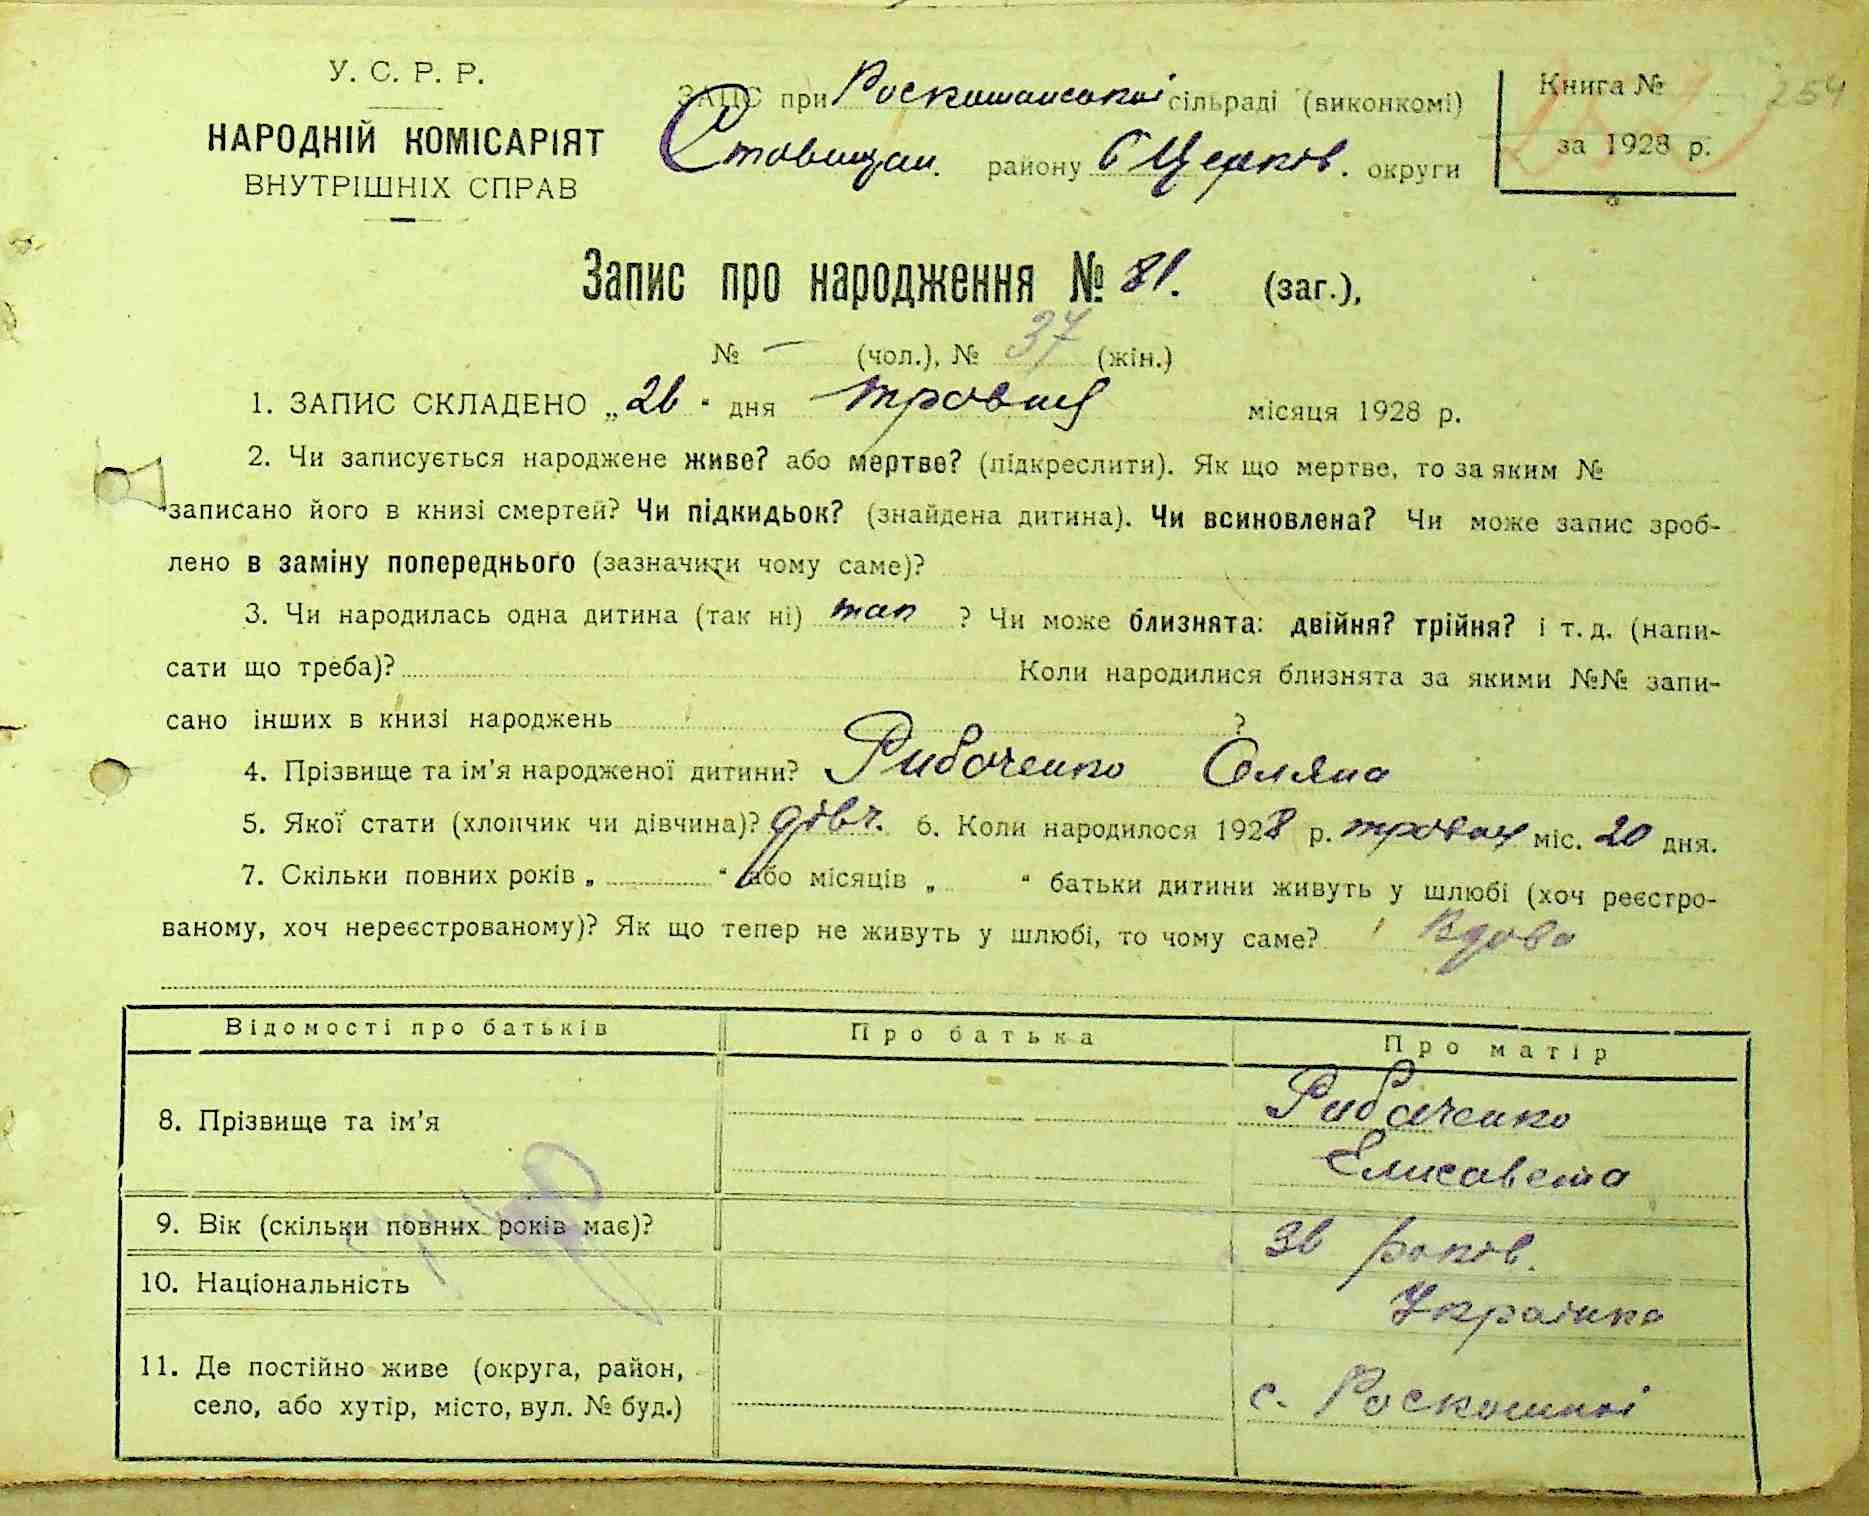 У. С. Р. Р.
НАРОДНІЙ КОМІСАРІЯТ
ВНУТРІШНІХ СПРАВ
ЗАПС при Роскошанській сільраді (виконкомі)
Ставищан. району Б Церків. округи
Книга № 254
за 1928 р.
Запис про народження № 81. (заг.),
№ — (чол.), № 37 (жін.)
1. ЗАПИС СКЛАДЕНО „26“ дня травня місяця 1928 р.
2. Чи записується народжене живе? або мертве? (підкреслити). Як що мертве, то за яким №
записано його в книзі смертей? Чи підкидьок? (знайдена дитина). Чи всиновлена? Чи може запис зроб-
лено в заміну попереднього (зазначити чому саме)?
3. Чи народилась одна дитина (так ні) так ? Чи може близнята: двійня? трійня? і т. д. (напи-
сати що треба)? Коли народилися близнята за якими №№ запи-
сано інших в книзі народжень ?
4. Прізвище та ім'я народженої дитини? Рибаченко Оляна
5. Якої стати (хлопчик чи дівчина)? дівч. 6. Коли народилося 1928 р. травня міс. 20 дня.
7. Скільки повних років „ “ або місяців „ “ батьки дитини живуть у шлюбі (хоч реєстро-
ваному, хоч нереєстрованому)? Як що тепер не живуть у шлюбі, то чому саме? Вдова
Відомості про батьків Про батька Про матір
8. Прізвище та ім'я Рибаченко
Елисавета
9. Вік (скільки повних років має)? 36 років.
10. Національність Українка
11. Де постійно живе (округа, район,
село, або хутір, місто, вул. № буд.) с. Роскошній